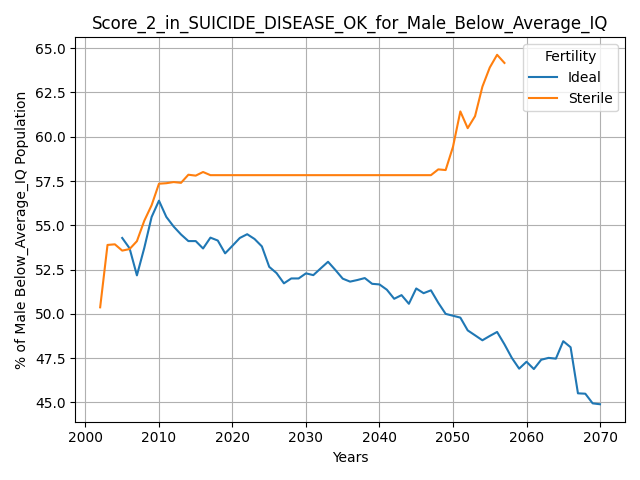 Score_2_in_SUICIDE_DISEASE_OK_for_Male_Below_Average_IQ
% of Male Below_Average_IQ Population
65.0
62.5
60.0
57.5
55.0
52.5
50.0
47.5
45.0
Fertility
Ideal
Sterile
2000
2010
2020
2030
2040
2050
2060
2070
Years